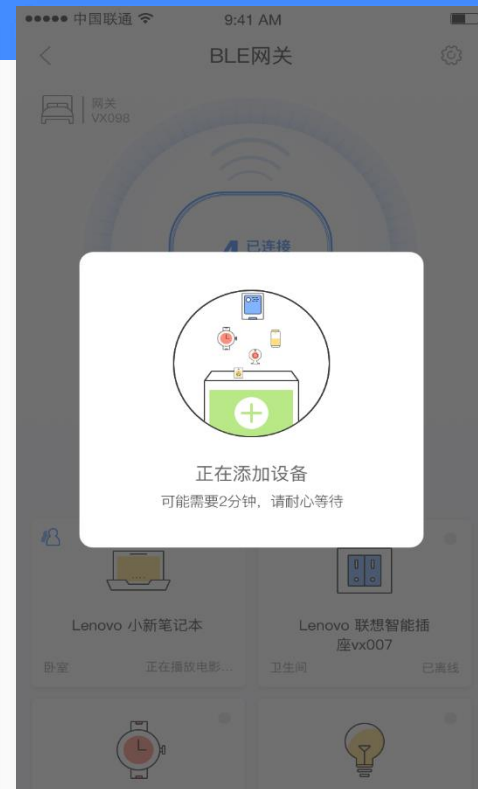 中国联通
9:41 AM
BLE网关
网关
VX098
4 已连接
正在添加设备
可能需要2分钟，请耐心等待
Lenovo 小新笔记本
卧室
正在播放电影...
Lenovo 联想智能插
座vx007
卫生间
已离线